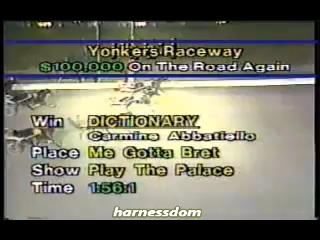 Yonkers Raceway
$100,000 On The Road Again
Win DICTIONARY
Carmine Abbatiello
Place Me Gotta Bret
Show Play The Palace
Time 1:56:1
harnessdom